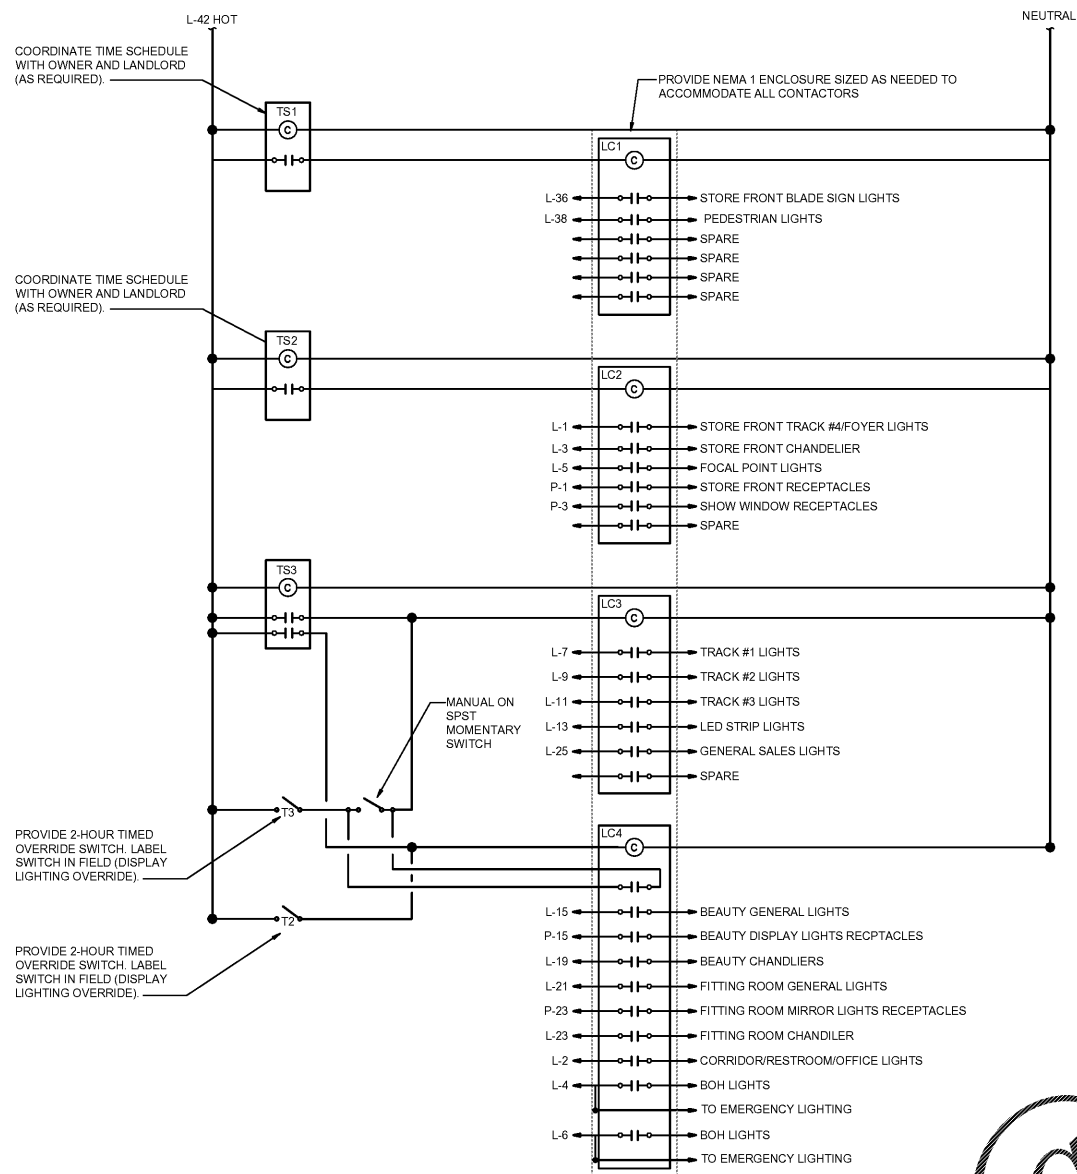 L-42 HOT
NEUTRAL
COORDINATE TIME SCHEDULE
WITH OWNER AND LANDLORD
(AS REQUIRED).
PROVIDE NEMA 1 ENCLOSURE SIZED AS NEEDED TO
ACCOMMODATE ALL CONTACTORS
TS1
C
LC1
C
L-36 STORE FRONT BLADE SIGN LIGHTS
L-38 PEDESTRIAN LIGHTS
SPARE
SPARE
SPARE
SPARE
COORDINATE TIME SCHEDULE
WITH OWNER AND LANDLORD
(AS REQUIRED).
TS2
C
LC2
C
L-1 STORE FRONT TRACK #4/FOYER LIGHTS
L-3 STORE FRONT CHANDELIER
L-5 FOCAL POINT LIGHTS
P-1 STORE FRONT RECEPTACLES
P-3 SHOW WINDOW RECEPTACLES
SPARE
TS3
C
LC3
C
L-7 TRACK #1 LIGHTS
L-9 TRACK #2 LIGHTS
L-11 TRACK #3 LIGHTS
L-13 LED STRIP LIGHTS
L-25 GENERAL SALES LIGHTS
SPARE
MANUAL ON
SPST
MOMENTARY
SWITCH
T3
PROVIDE 2-HOUR TIMED
OVERRIDE SWITCH. LABEL
SWITCH IN FIELD (DISPLAY
LIGHTING OVERRIDE).
LC4
C
T2
PROVIDE 2-HOUR TIMED
OVERRIDE SWITCH. LABEL
SWITCH IN FIELD (DISPLAY
LIGHTING OVERRIDE).
L-15 BEAUTY GENERAL LIGHTS
P-15 BEAUTY DISPLAY LIGHTS RECPTACLES
L-19 BEAUTY CHANDLIERS
L-21 FITTING ROOM GENERAL LIGHTS
P-23 FITTING ROOM MIRROR LIGHTS RECEPTACLES
L-23 FITTING ROOM CHANDILER
L-2 CORRIDOR/RESTROOM/OFFICE LIGHTS
L-4 BOH LIGHTS
TO EMERGENCY LIGHTING
L-6 BOH LIGHTS
TO EMERGENCY LIGHTING